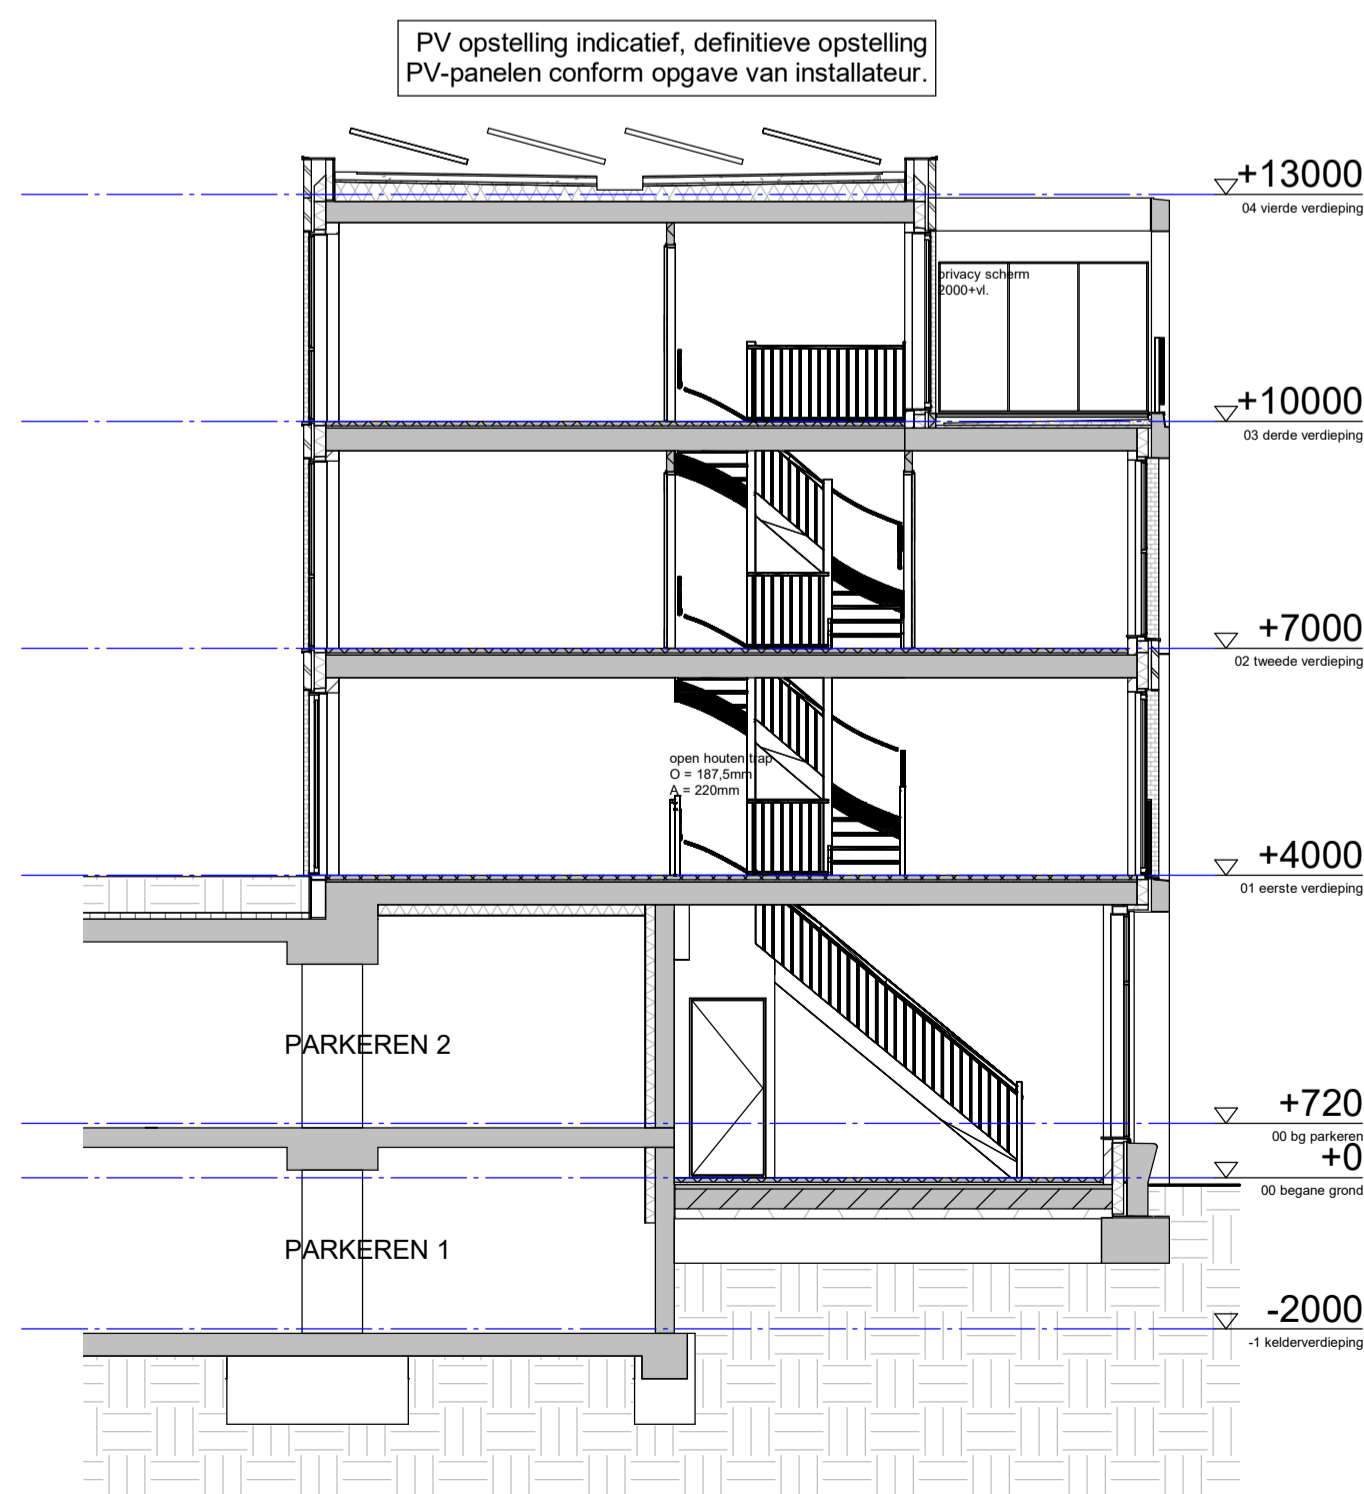 PV opstelling indicatief, definitieve opstelling
PV-panelen conform opgave van installateur.
+13000
04 vierde verdieping
privacy scherm
2000+vl.
+10000
03 derde verdieping
+7000
02 tweede verdieping
open houten trap
O = 187,5mm
A = 220mm
+4000
01 eerste verdieping
PARKEREN 2
+720
00 bg parkeren
+0
00 begane grond
PARKEREN 1
-2000
-1 kelderverdieping